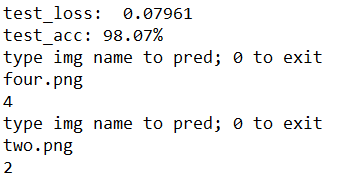 test_loss:  0.07961
test_acc: 98.07%
type img name to pred; 0 to exit
four.png
4
type img name to pred; 0 to exit
two.png
2